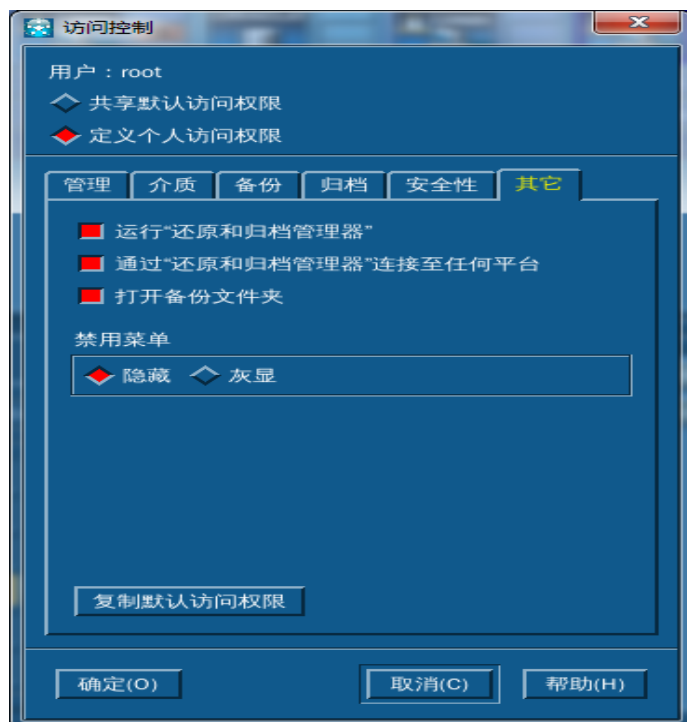 访问控制
用户：root
共享默认访问权限
定义个人访问权限
管理 介质 备份 归档 安全性 其它
运行“还原和归档管理器”
通过“还原和归档管理器”连接至任何平台
打开备份文件夹
禁用菜单
隐藏 灰显
复制默认访问权限
确定(O) 取消(C) 帮助(H)